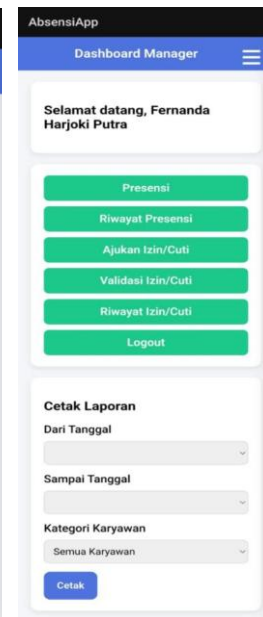 AbsensiApp
Dashboard Manager
Selamat datang, Fernanda
Harjoki Putra
Presensi
Riwayat Presensi
Ajukan Izin/Cuti
Validasi Izin/Cuti
Riwayat Izin/Cuti
Logout
Cetak Laporan
Dari Tanggal
Sampai Tanggal
Kategori Karyawan
Semua Karyawan
Cetak